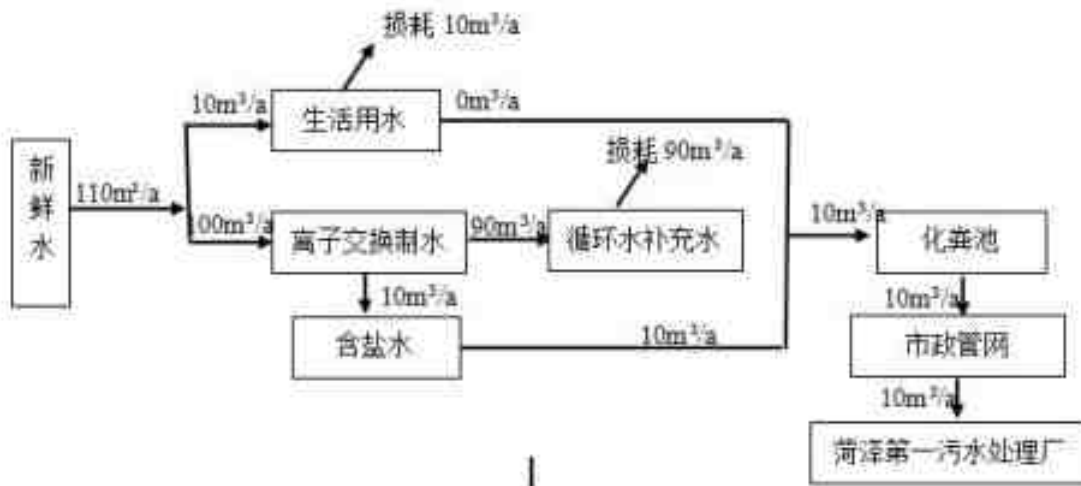 损耗 10m³/a
10m³/a
生活用水
0m³/a
损耗 90m³/a
新鲜水
110m³/a
00m³/a
离子交换制水
90m³/a
循环水补充水
10m³/a
化粪池
10m³/a
含盐水
10m³/a
10m³/a
市政管网
10m³/a
菏泽第一污水处理厂